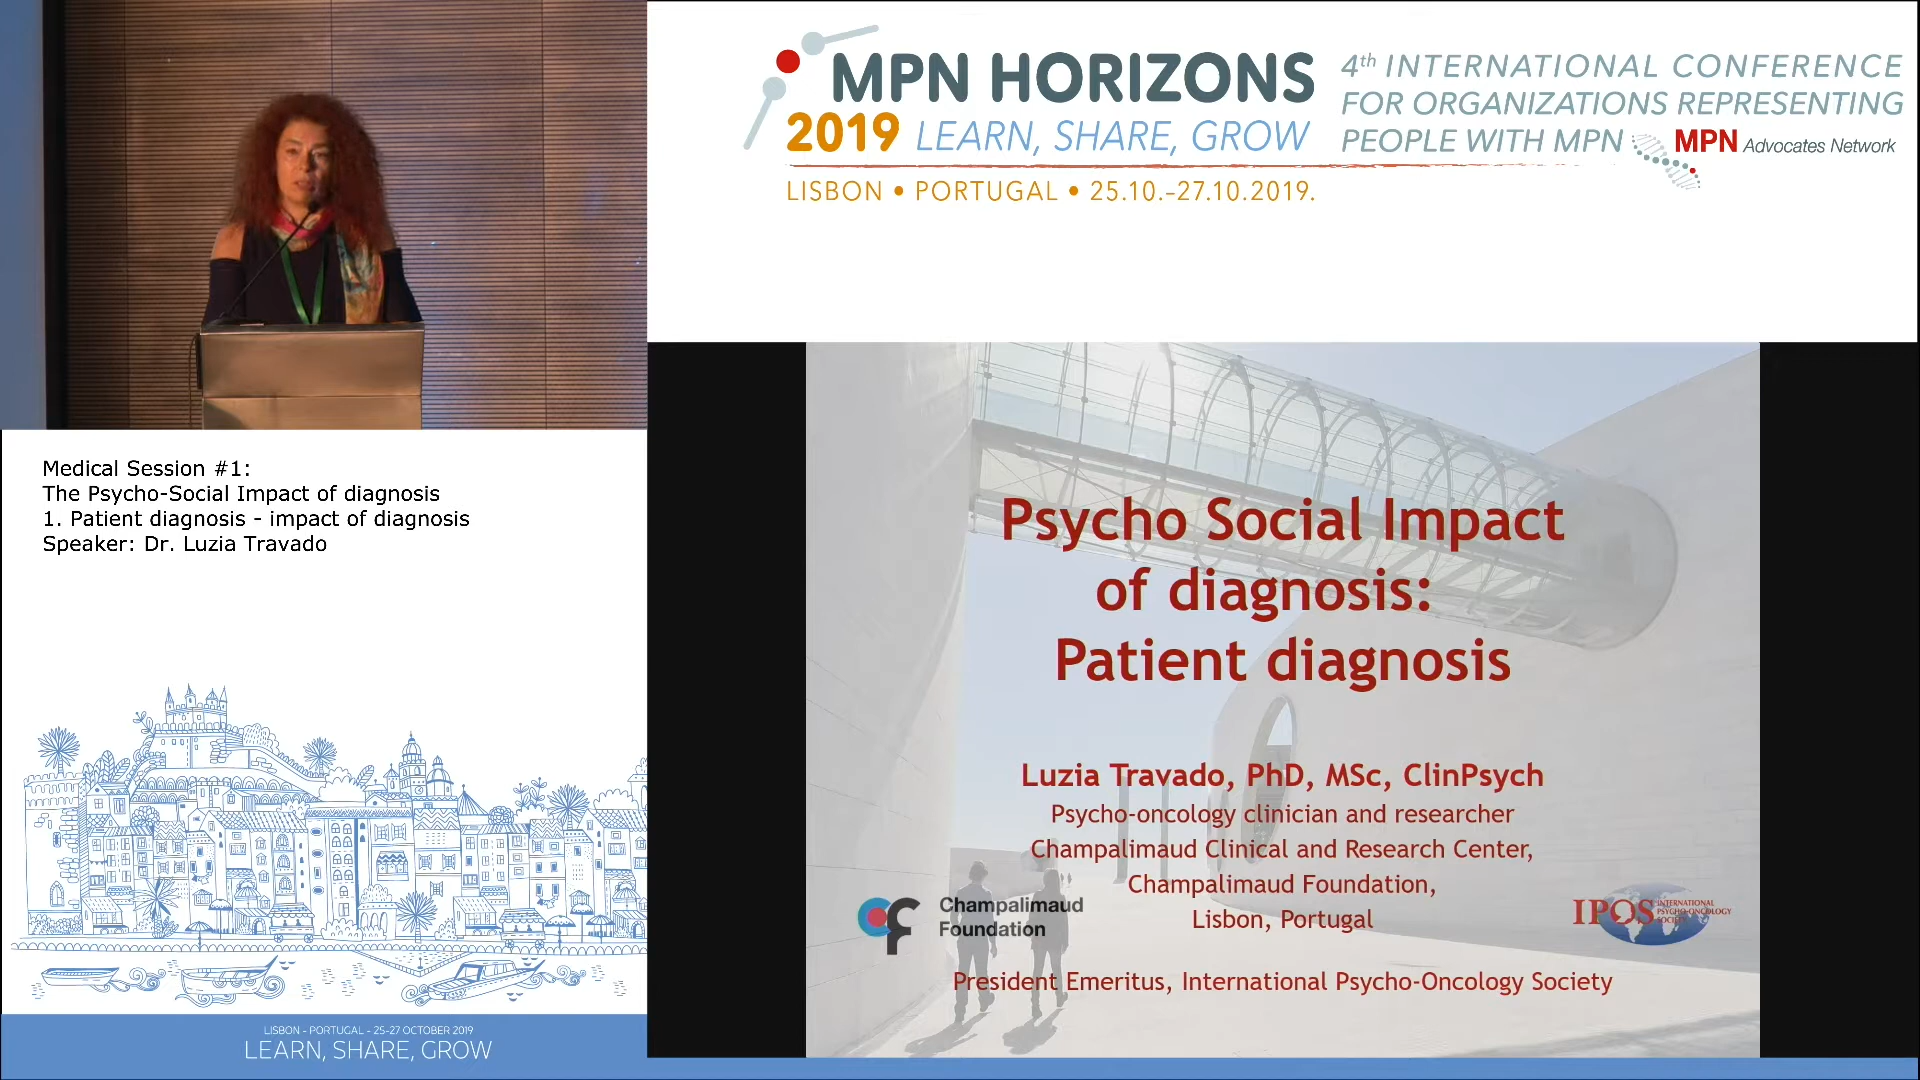 MPN HORIZONS
2019 LEARN, SHARE, GROW
LISBON • PORTUGAL • 25.10.–27.10.2019.
4th INTERNATIONAL CONFERENCE
FOR ORGANIZATIONS REPRESENTING
PEOPLE WITH MPN
MPN Advocates Network
Medical Session #1:
The Psycho-Social Impact of diagnosis
1. Patient diagnosis - impact of diagnosis
Speaker: Dr. Luzia Travado
Psycho Social Impact
of diagnosis:
Patient diagnosis
Luzia Travado, PhD, MSc, ClinPsych
Psycho-oncology clinician and researcher
Champalimaud Clinical and Research Center,
Champalimaud Foundation,
Lisbon, Portugal
President Emeritus, International Psycho-Oncology Society
Champalimaud
Foundation
IPOS
INTERNATIONAL
PSYCHO-ONCOLOGY
SOCIETY
LISBON - PORTUGAL - 25-27 OCTOBER 2019
LEARN, SHARE, GROW